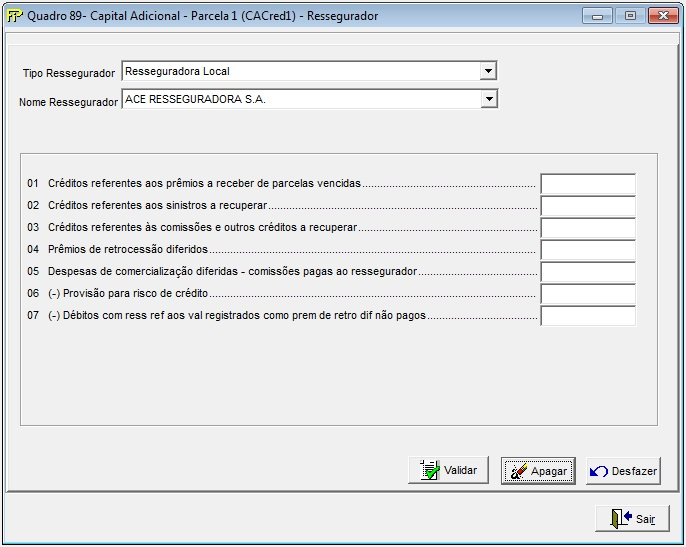 FP Quadro 89- Capital Adicional - Parcela 1 (CACred1) - Ressegurador
Tipo Ressegurador Resseguradora Local
Nome Ressegurador ACE RESSEGURADORA S.A.
01 Créditos referentes aos prêmios a receber de parcelas vencidas
02 Créditos referentes aos sinistros a recuperar
03 Créditos referentes às comissões e outros créditos a recuperar
04 Prêmios de retrocessão diferidos
05 Despesas de comercialização diferidas - comissões pagas ao ressegurador
06 (-) Provisão para risco de crédito
07 (-) Débitos com ress ref aos val registrados como prem de retro dif não pagos
Validar Apagar Desfazer
Sair